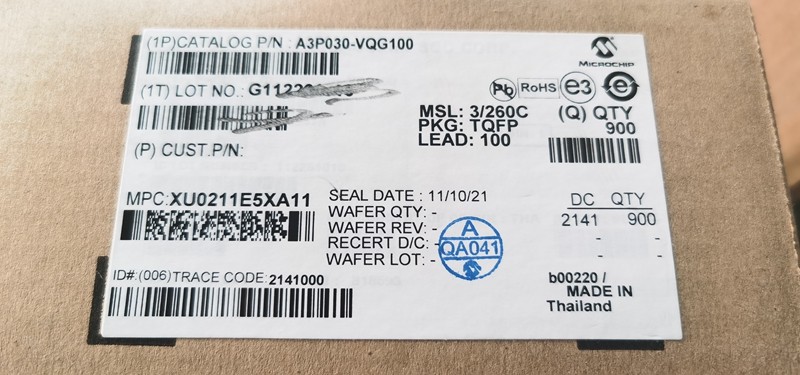 (1P)CATALOG P/N : A3P030-VQG100
MICROCHIP
(1T) LOT NO.:
Pb RoHS e3 e
MSL: 3/260C
PKG: TQFP
LEAD: 100
(Q) QTY
900
(P) CUST.P/N:
MPC:XU0211E5XA11
SEAL DATE : 11/10/21
WAFER QTY: -
WAFER REV: -
RECERT D/C: -
WAFER LOT: -
A
QA041
DC QTY
2141 900
- -
- -
ID#:(006)TRACE CODE:2141000
b00220 /
MADE IN
Thailand